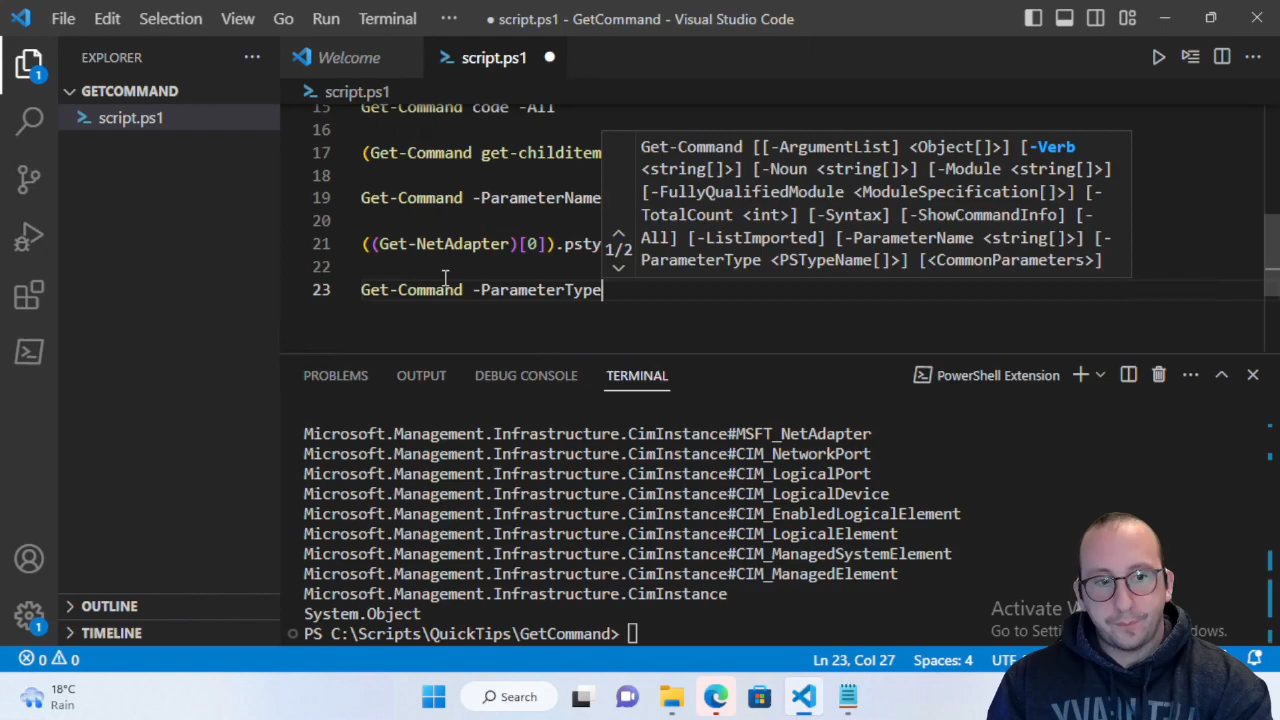 File Edit Selection View Go Run Terminal ··· ● script.ps1 - GetCommand - Visual Studio Code
EXPLORER ···
Welcome
script.ps1
GETCOMMAND
script.ps1
script.ps1
15 Get-Command code -All
16
17 (Get-Command get-childitem
18
19 Get-Command -ParameterName
20
21 ((Get-NetAdapter)[0]).psty
22
23 Get-Command -ParameterType
Get-Command [[-ArgumentList] <Object[]>] [-Verb
<string[]>] [-Noun <string[]>] [-Module <string[]>]
[-FullyQualifiedModule <ModuleSpecification[]>] [-
TotalCount <int>] [-Syntax] [-ShowCommandInfo] [-
All] [-ListImported] [-ParameterName <string[]>] [-
ParameterType <PSTypeName[]>] [<CommonParameters>]
1/2
PROBLEMS OUTPUT DEBUG CONSOLE TERMINAL PowerShell Extension
Microsoft.Management.Infrastructure.CimInstance#MSFT_NetAdapter
Microsoft.Management.Infrastructure.CimInstance#CIM_NetworkPort
Microsoft.Management.Infrastructure.CimInstance#CIM_LogicalPort
Microsoft.Management.Infrastructure.CimInstance#CIM_LogicalDevice
Microsoft.Management.Infrastructure.CimInstance#CIM_EnabledLogicalElement
Microsoft.Management.Infrastructure.CimInstance#CIM_LogicalElement
Microsoft.Management.Infrastructure.CimInstance#CIM_ManagedSystemElement
Microsoft.Management.Infrastructure.CimInstance#CIM_ManagedElement
Microsoft.Management.Infrastructure.CimInstance
System.Object
PS C:\Scripts\QuickTips\GetCommand>
OUTLINE
TIMELINE
1
1
Activate
Go to
0 0
Ln 23, Col 27 Spaces: 4
18°C
Rain
Search